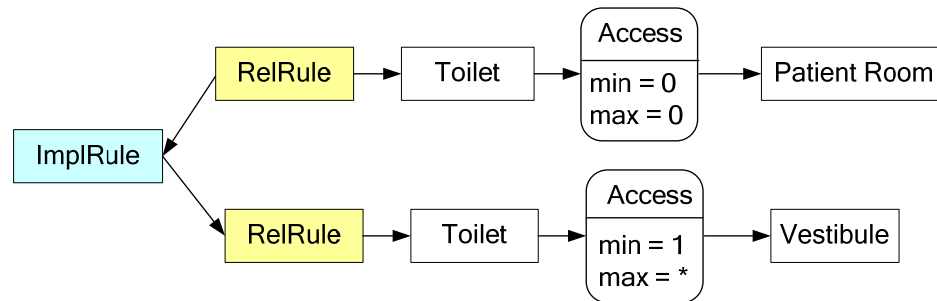 Access
RelRule
Toilet
min = 0
max = 0
Patient Room
ImplRule
Access
RelRule
Toilet
min = 1
max = *
Vestibule